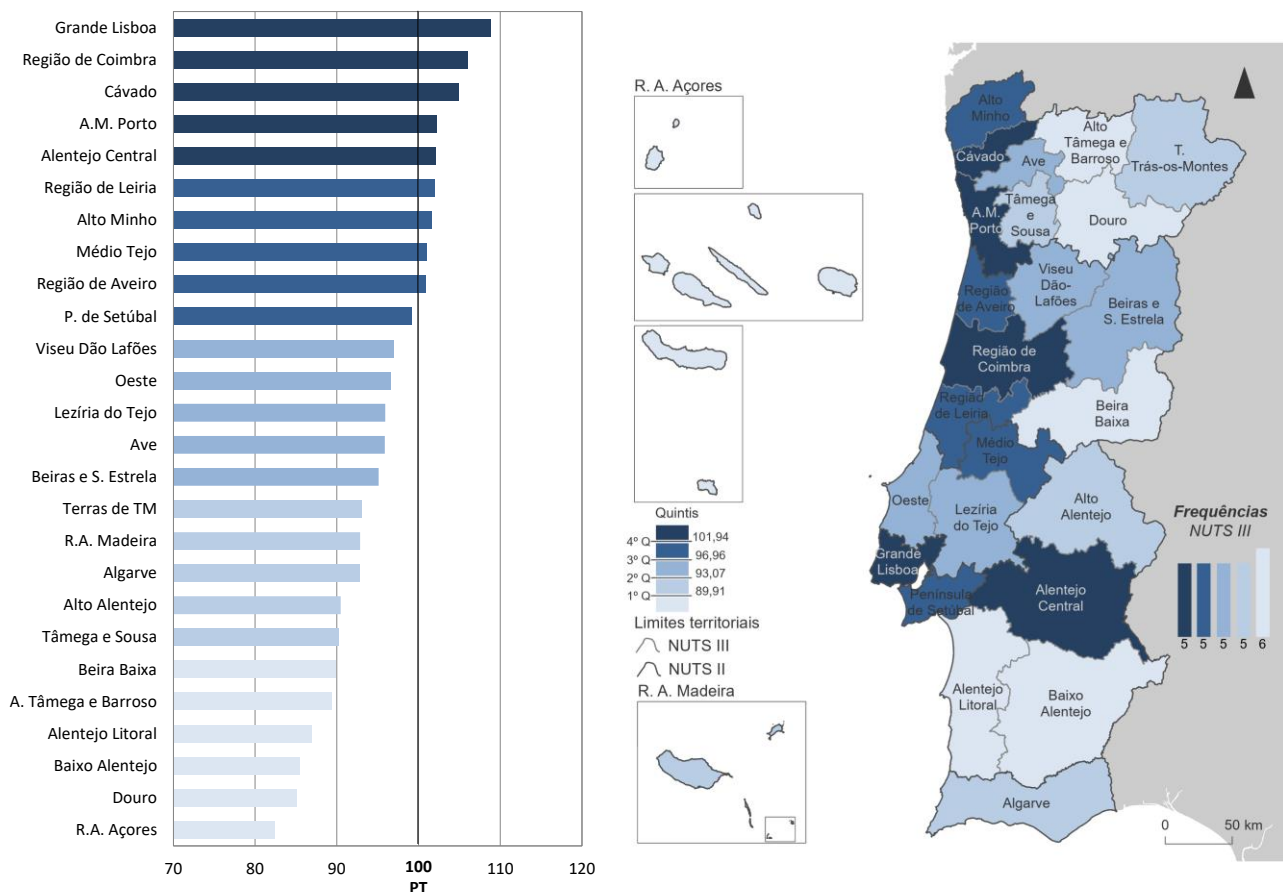 Grande Lisboa
Região de Coimbra
Cávado
A.M. Porto
Alentejo Central
Região de Leiria
Alto Minho
Médio Tejo
Região de Aveiro
P. de Setúbal
Viseu Dão Lafões
Oeste
Lezíria do Tejo
Ave
Beiras e S. Estrela
Terras de TM
R.A. Madeira
Algarve
Alto Alentejo
Tâmega e Sousa
Beira Baixa
A. Tâmega e Barroso
Alentejo Litoral
Baixo Alentejo
Douro
R.A. Açores
70 80 90 100 110 120
PT
R. A. Açores
Quintis
4º Q 101,94
3º Q 96,96
2º Q 93,07
1º Q 89,91
Limites territoriais
NUTS III
NUTS II
R. A. Madeira
Alto
Minho
Cávado
Ave
Alto
Tâmega e
Barroso
T.
Trás-os-Montes
A.M.
Porto
Tâmega
e
Sousa
Douro
Região
de Aveiro
Viseu
Dão-
Lafões
Beiras e
S. Estrela
Região de
Coimbra
Região
de Leiria
Beira
Baixa
Médio
Tejo
Oeste
Lezíria
do Tejo
Alto
Alentejo
Grande
Lisboa
Península
de Setúbal
Alentejo
Central
Alentejo
Litoral
Baixo
Alentejo
Algarve
Frequências
NUTS III
5 5 5 5 6
0 50 km